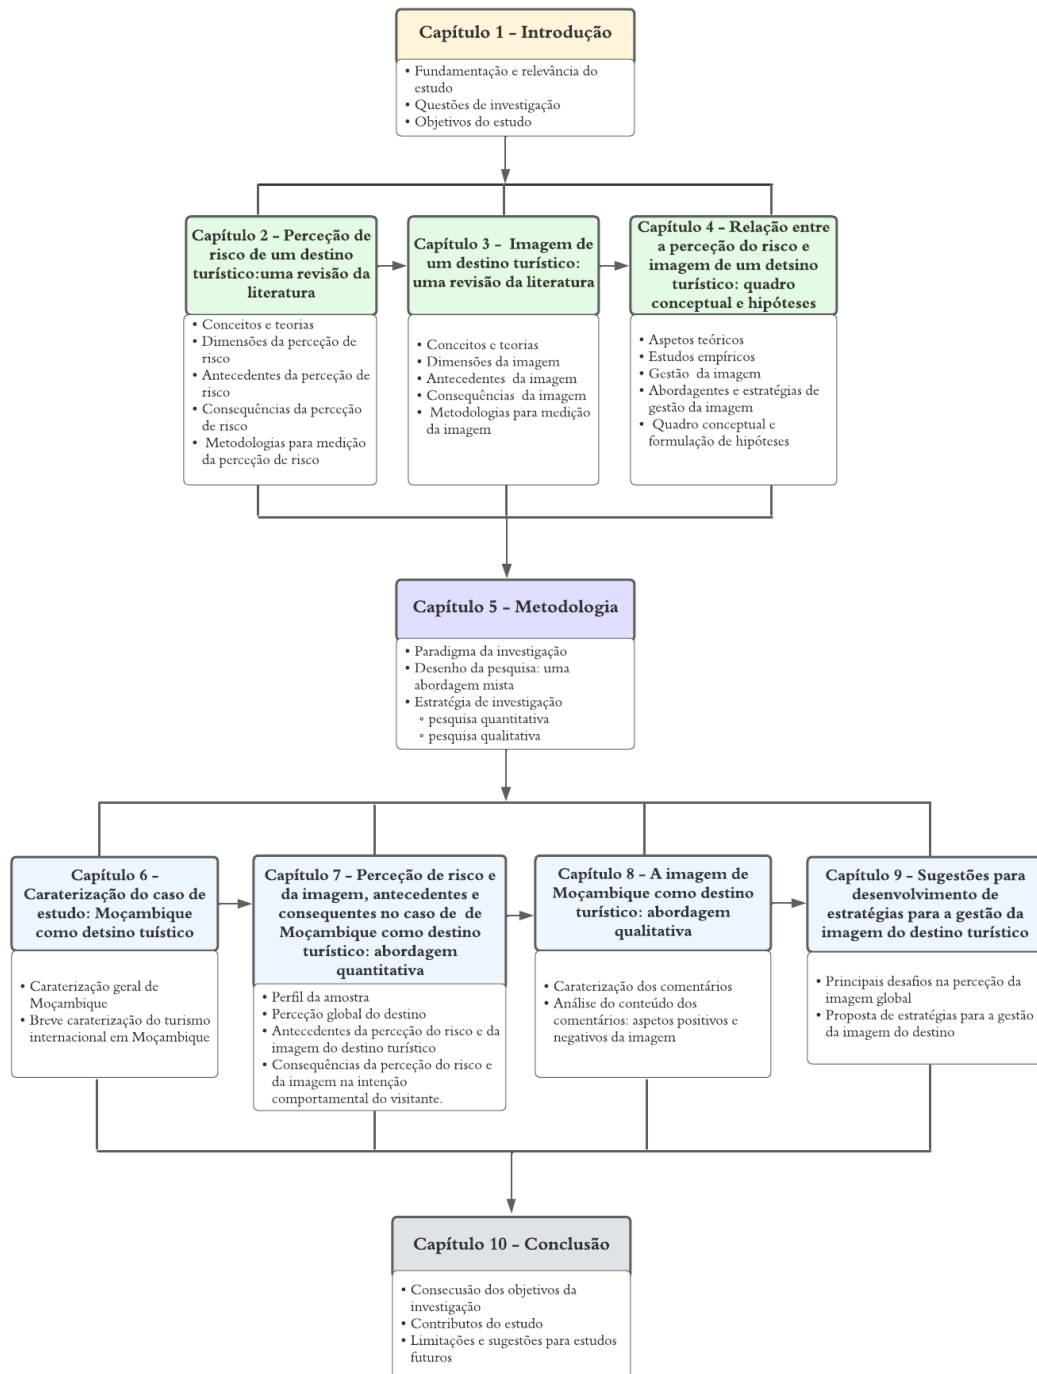 Capítulo 1 - Introdução
• Fundamentação e relevância do
estudo
• Questões de investigação
• Objetivos do estudo
Capítulo 2 - Perceção de
risco de um destino
turístico:uma revisão da
literatura
• Conceitos e teorias
• Dimensões da perceção de
risco
• Antecedentes da perceção de
risco
• Consequências da perceção
de risco
• Metodologias para medição
da perceção de risco
Capítulo 3 - Imagem de
um destino turístico:
uma revisão da literatura
• Conceitos e teorias
• Dimensões da imagem
• Antecedentes da imagem
• Consequências da imagem
• Metodologias para medição
da imagem
Capítulo 4 - Relação entre
a perceção do risco e
imagem de um detsino
turístico: quadro
conceptual e hipóteses
• Aspetos teóricos
• Estudos empíricos
• Gestão da imagem
• Abordagentes e estratégias de
gestão da imagem
• Quadro conceptual e
formulação de hipóteses
Capítulo 5 - Metodologia
• Paradigma da investigação
• Desenho da pesquisa: uma
abordagem mista
• Estratégia de investigação
◦ pesquisa quantitativa
◦ pesquisa qualitativa
Capítulo 6 -
Caraterização do caso de
estudo: Moçambique
como detsino tuístico
• Caraterização geral de
Moçambique
• Breve caraterização do turismo
internacional em Moçambique
Capítulo 7 - Perceção de risco e
da imagem, antecedentes e
consequentes no caso de de
Moçambique como destino
turístico: abordagem
quantitativa
• Perfil da amostra
• Perceção global do destino
• Antecedentes da perceção do risco e da
imagem do destino turístico
• Consequências da perceção do risco e
da imagem na intenção
comportamental do visitante.
Capítulo 8 - A imagem de
Moçambique como destino
turístico: abordagem
qualitativa
• Caraterização dos comentários
• Análise do conteúdo dos
comentários: aspetos positivos e
negativos da imagem
Capítulo 9 - Sugestões para
desenvolvimento de
estratégias para a gestão da
imagem do destino turístico
• Principais desafios na perceção da
imagem global
• Proposta de estratégias para a gestão
da imagem do destino
Capítulo 10 - Conclusão
• Consecusão dos objetivos da
investigação
• Contributos do estudo
• Limitações e sugestões para estudos
futuros